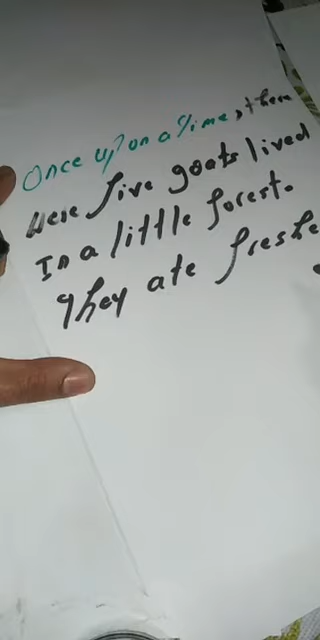 Once upon a Time, there
were five goats lived
In a little forest.
They ate